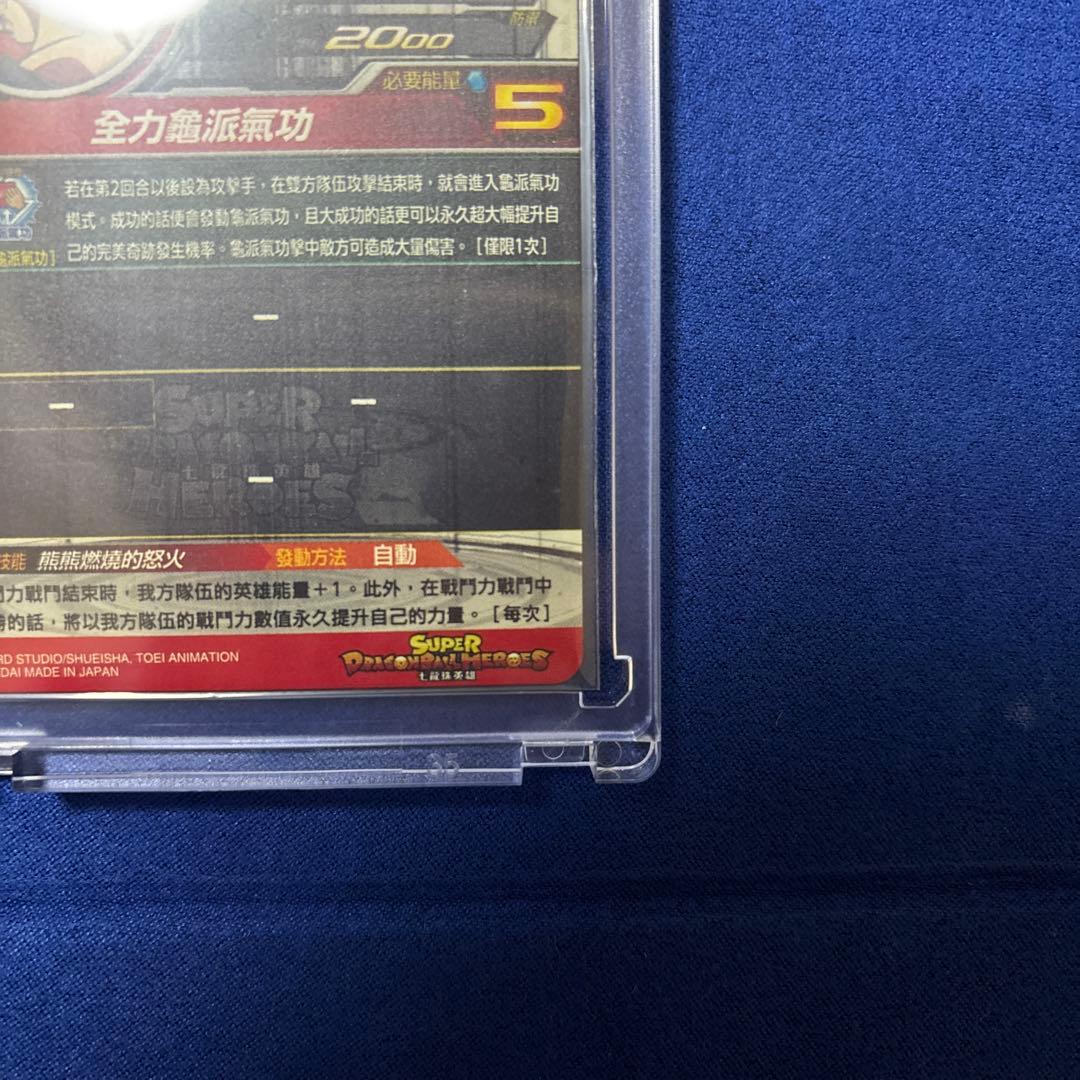 防禦
2000
必要能量
5
全力龜派氣功
若在第2回合以後設為攻擊手，在雙方隊伍攻擊結束時，就會進入龜派氣功
模式。成功的話便會發動龜派氣功，且大成功的話更可以永久超大幅提升自
己的完美奇跡發生機率。龜派氣功擊中敵方可造成大量傷害。［僅限1次］
龜派氣功］
SUPER
DRAGONBALL
七龍珠英雄
HEROES
技能 熊熊燃燒的怒火 發動方法 自動
力戰鬥結束時，我方隊伍的英雄能量＋1。此外，在戰鬥力戰鬥中
的話，將以我方隊伍的戰鬥力數值永久提升自己的力量。［每次］
RD STUDIO/SHUEISHA, TOEI ANIMATION
DAI MADE IN JAPAN
SUPER
DRAGONBALL HEROES
七龍珠英雄
35